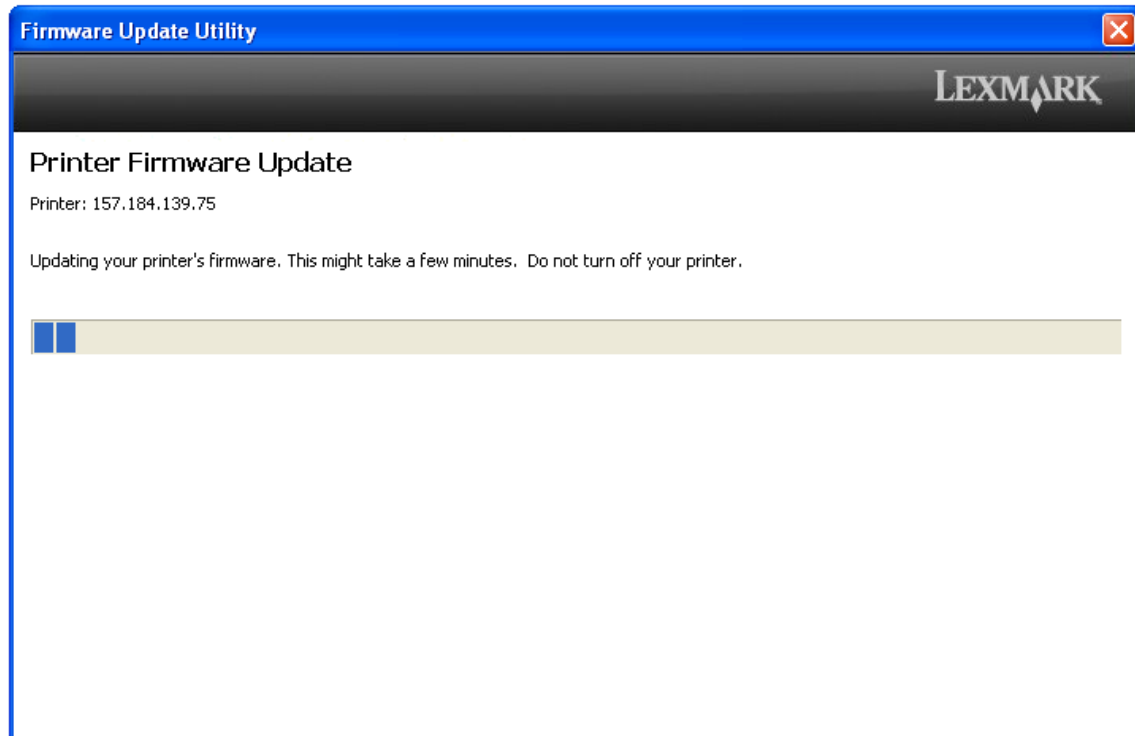 Firmware Update Utility
LEXMARK
Printer Firmware Update
Printer: 157.184.139.75
Updating your printer's firmware. This might take a few minutes.  Do not turn off your printer.